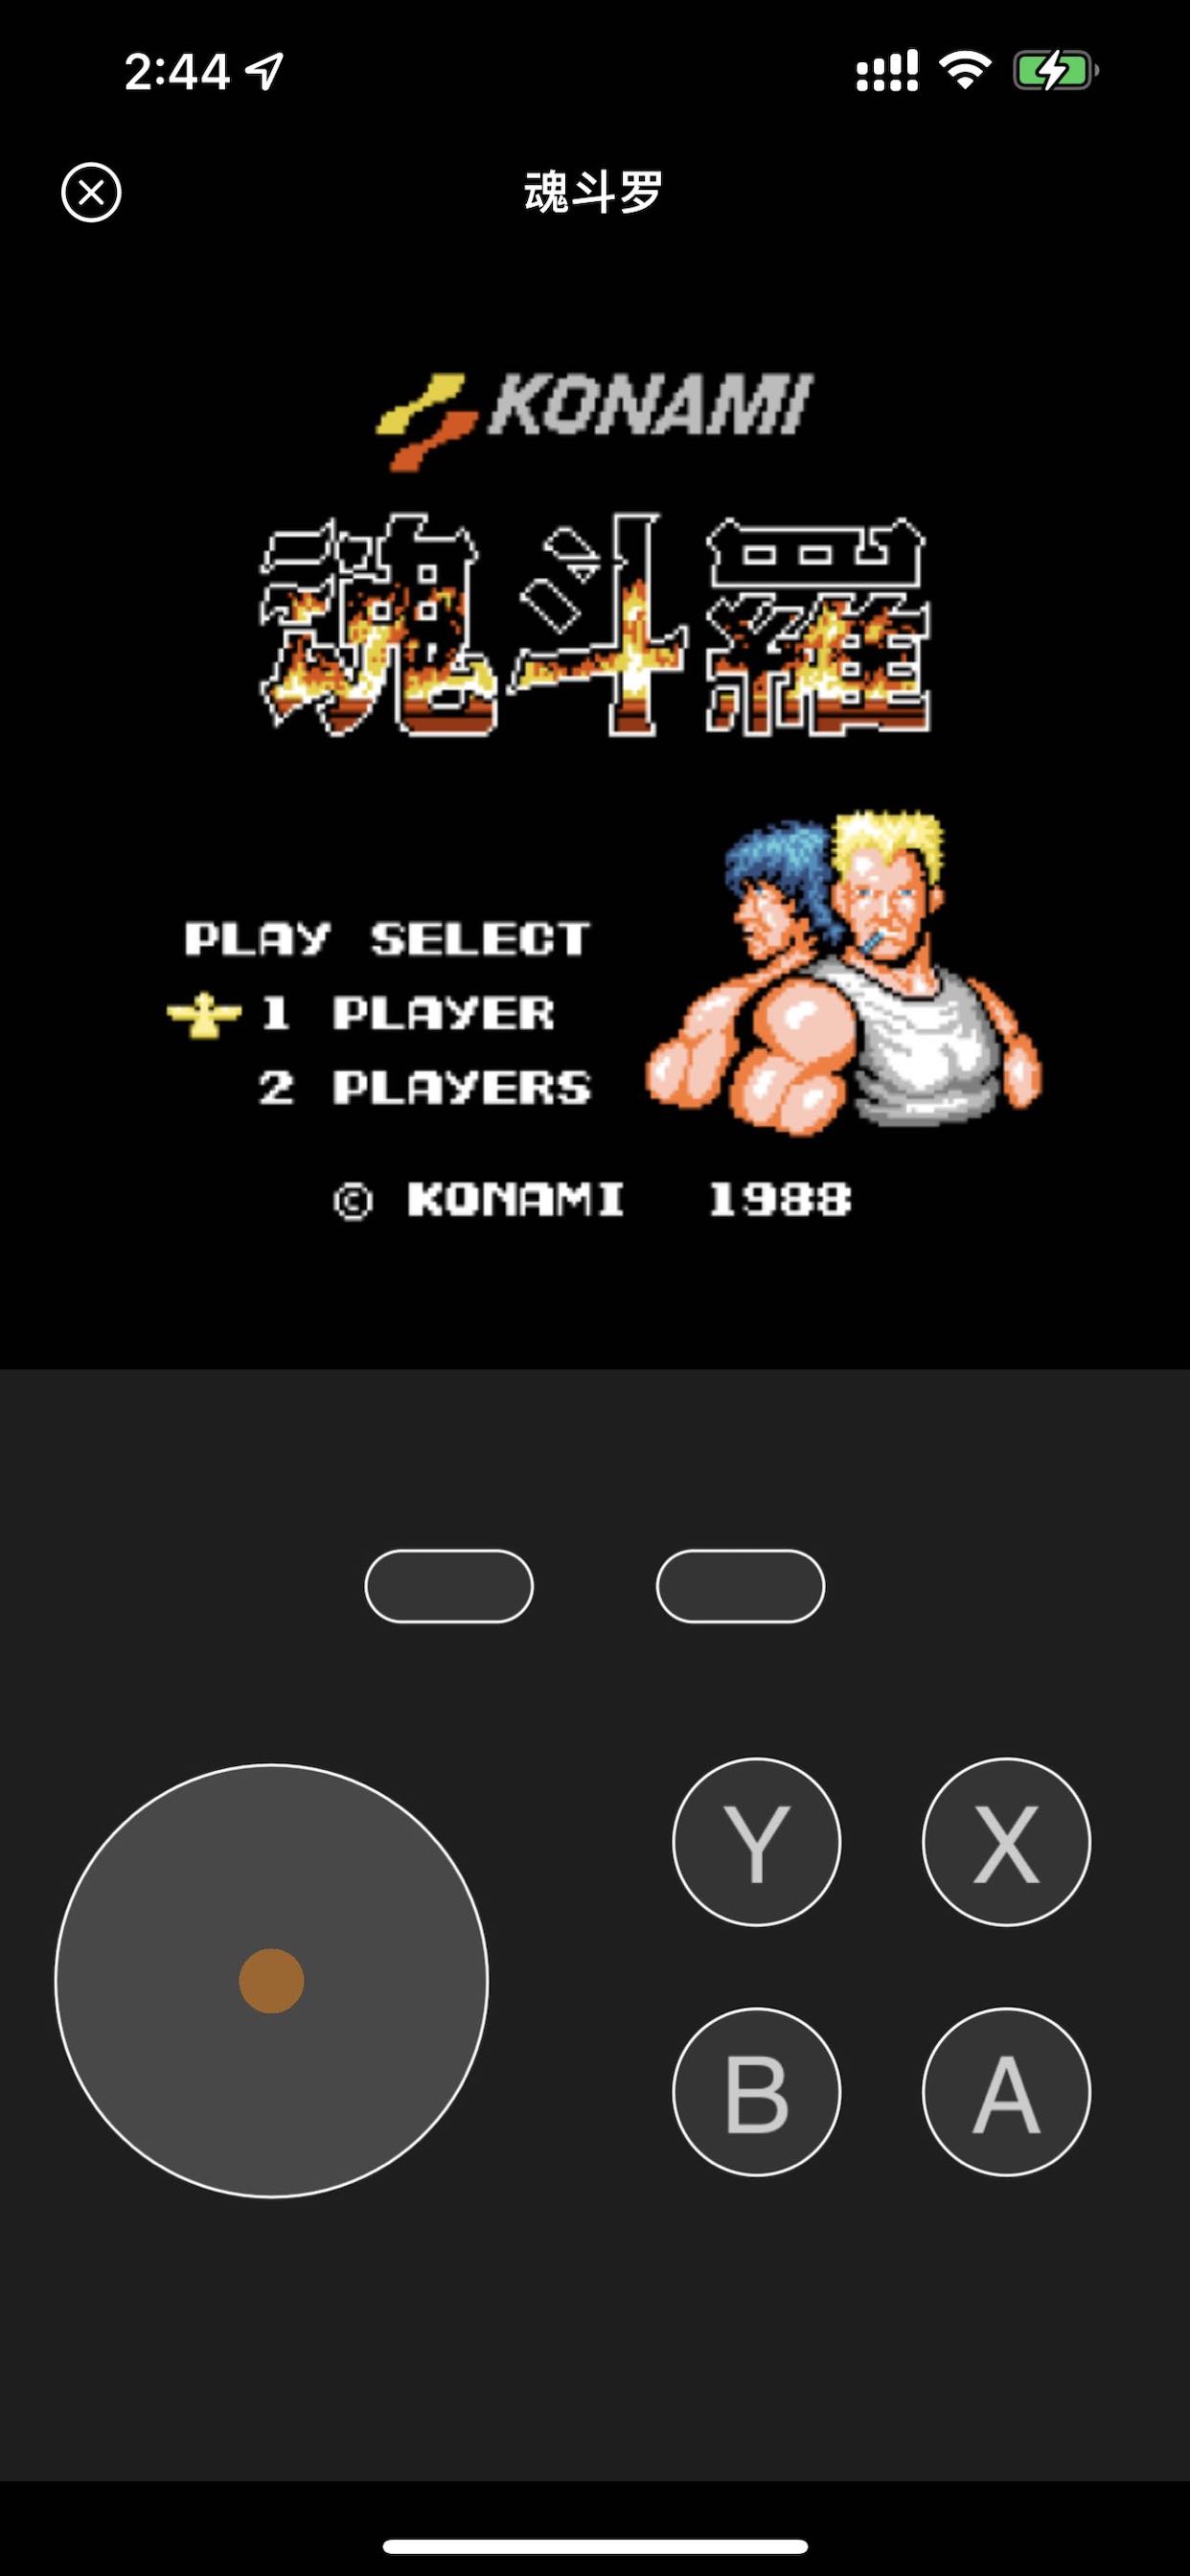 2:44
魂斗罗
KONAMI
魂斗羅
PLAY SELECT
1 PLAYER
2 PLAYERS
© KONAMI 1988
Y X
B A